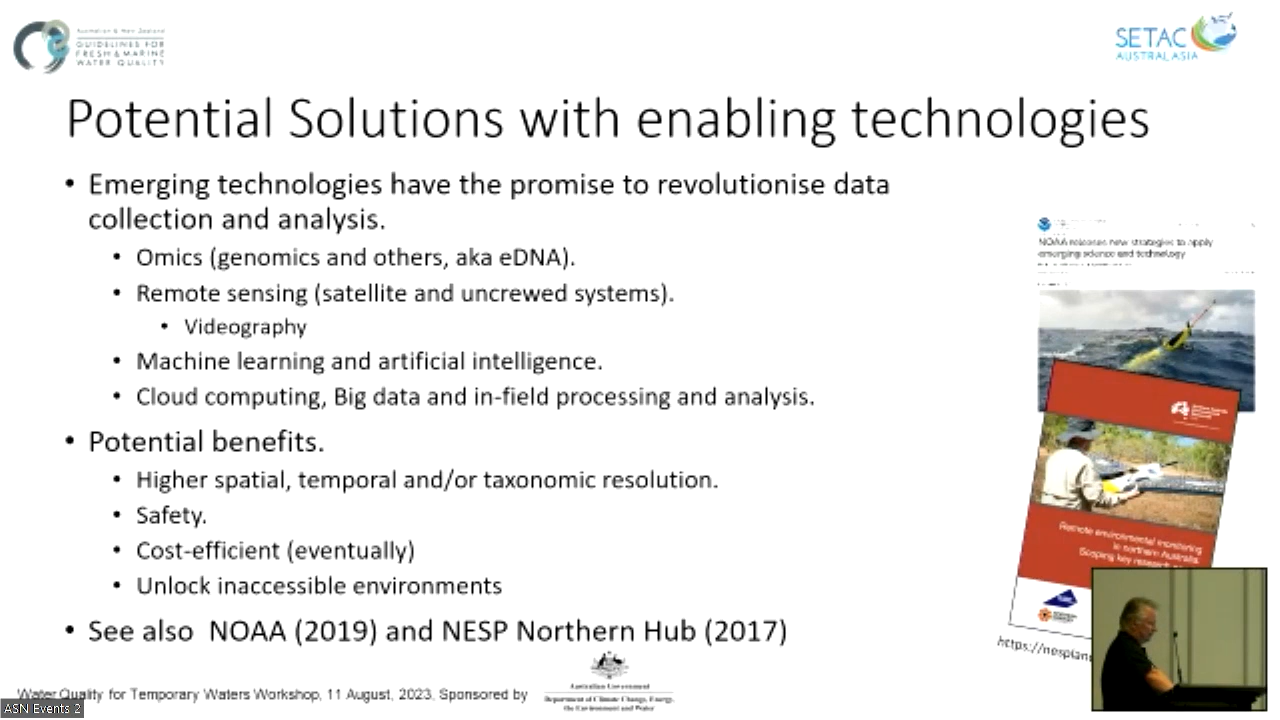 Australian & New Zealand
GUIDELINES FOR
FRESH & MARINE
WATER QUALITY
SETAC
AUSTRALASIA
Potential Solutions with enabling technologies
• Emerging technologies have the promise to revolutionise data
collection and analysis.
• Omics (genomics and others, aka eDNA).
• Remote sensing (satellite and uncrewed systems).
• Videography
• Machine learning and artificial intelligence.
• Cloud computing, Big data and in-field processing and analysis.
• Potential benefits.
• Higher spatial, temporal and/or taxonomic resolution.
• Safety.
• Cost-efficient (eventually)
• Unlock inaccessible environments
• See also NOAA (2019) and NESP Northern Hub (2017)
NOAA releases new strategies to apply
emerging science and technology
Remote environmental monitoring
in northern Australia:
Scoping key research
https://nesplan
Water Quality for Temporary Waters Workshop, 11 August, 2023, Sponsored by
Australian Government
Department of Climate Change, Energy,
the Environment and Water
ASN Events 2